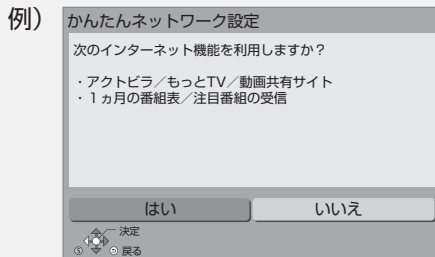 例）
かんたんネットワーク設定
次のインターネット機能を利用しますか？
・アクトビラ／もっとTV／動画共有サイト
・１ヵ月の番組表／注目番組の受信
はい　いいえ
決定
S 戻る